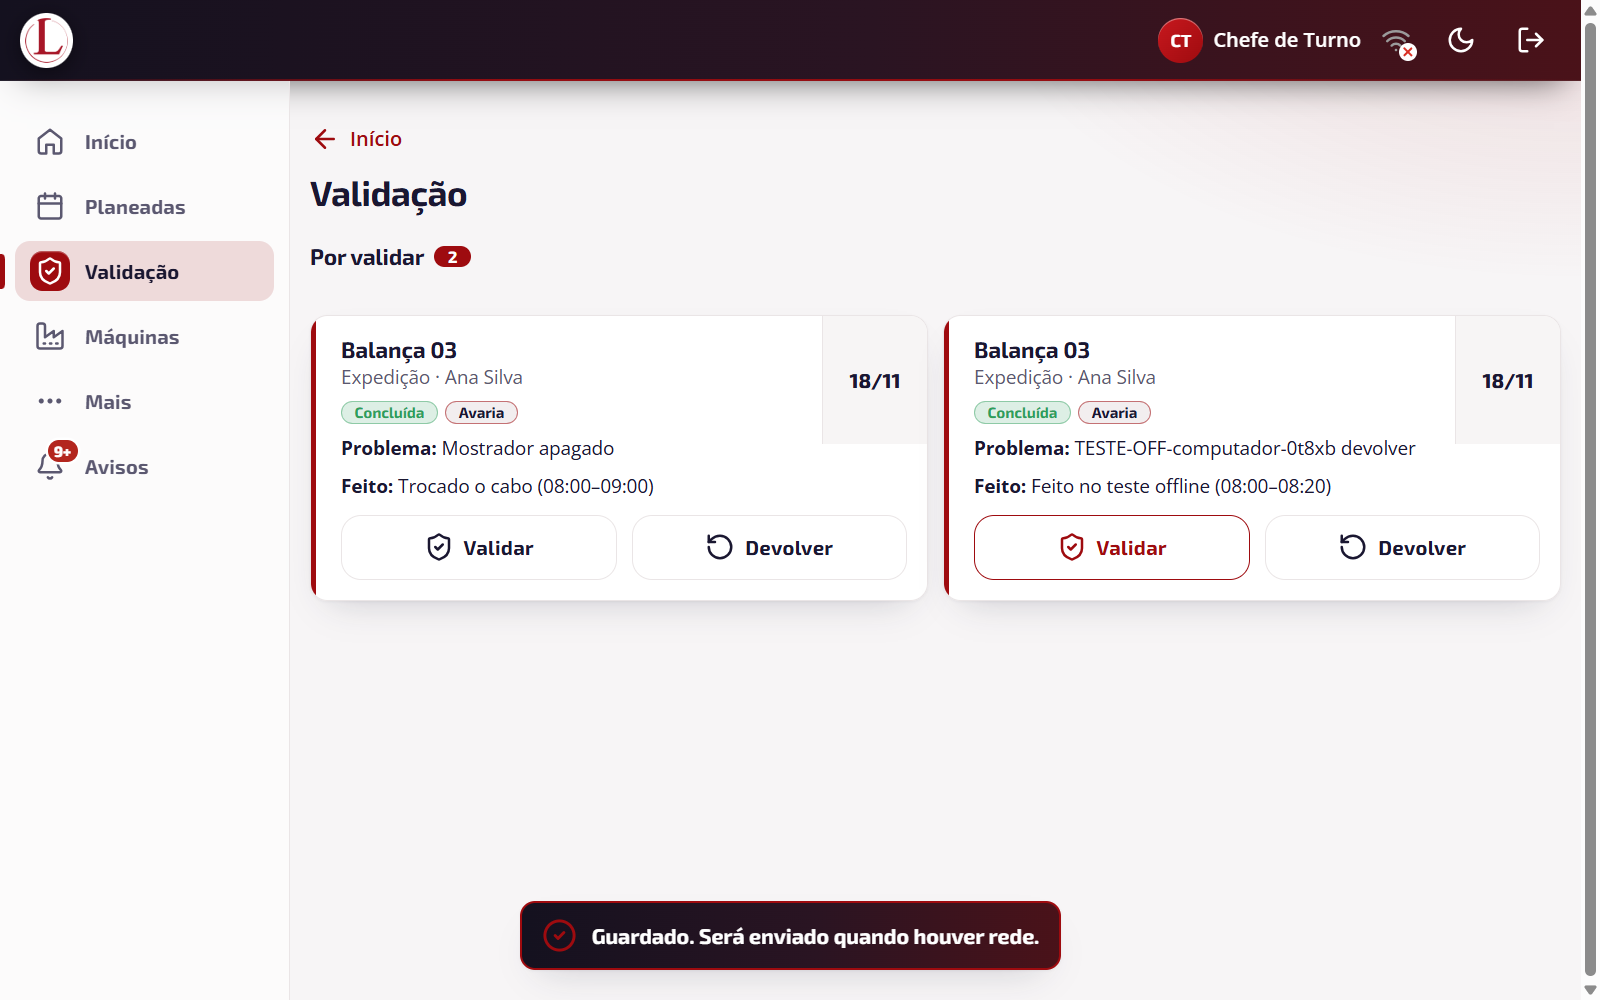 L
CT Chefe de Turno
Início
Planeadas
Validação
Máquinas
Mais
9+
Avisos
Início
Validação
Por validar 2
Balança 03
Expedição · Ana Silva
Concluída Avaria
18/11
Problema: Mostrador apagado
Feito: Trocado o cabo (08:00–09:00)
Validar Devolver
Balança 03
Expedição · Ana Silva
Concluída Avaria
18/11
Problema: TESTE-OFF-computador-0t8xb devolver
Feito: Feito no teste offline (08:00–08:20)
Validar Devolver
Guardado. Será enviado quando houver rede.